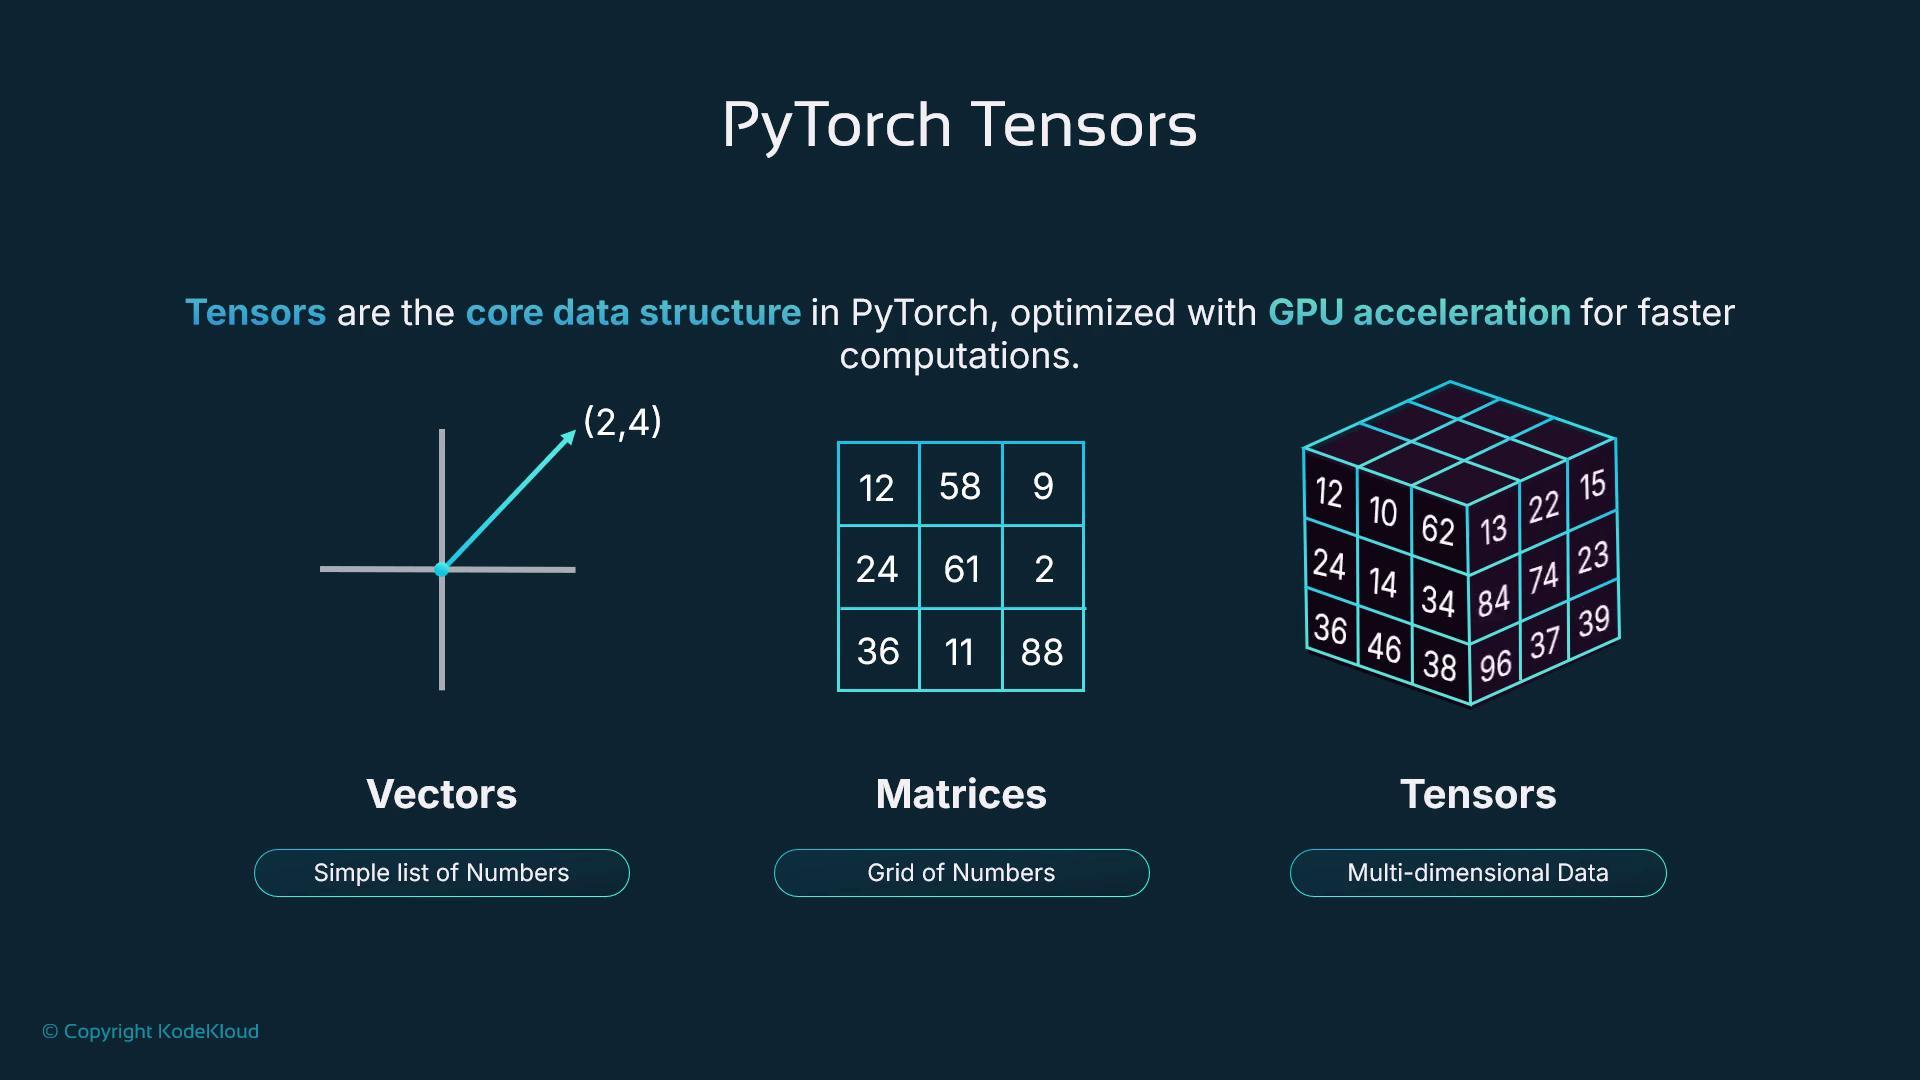 PyTorch Tensors
Tensors are the core data structure in PyTorch, optimized with GPU acceleration for faster
computations.
(2,4)
12 58 9
24 61 2
36 11 88
12 10 62 13 22 15
24 14 34 84 74 23
36 46 38 96 37 39
Vectors
Simple list of Numbers
Matrices
Grid of Numbers
Tensors
Multi-dimensional Data
© Copyright KodeKloud